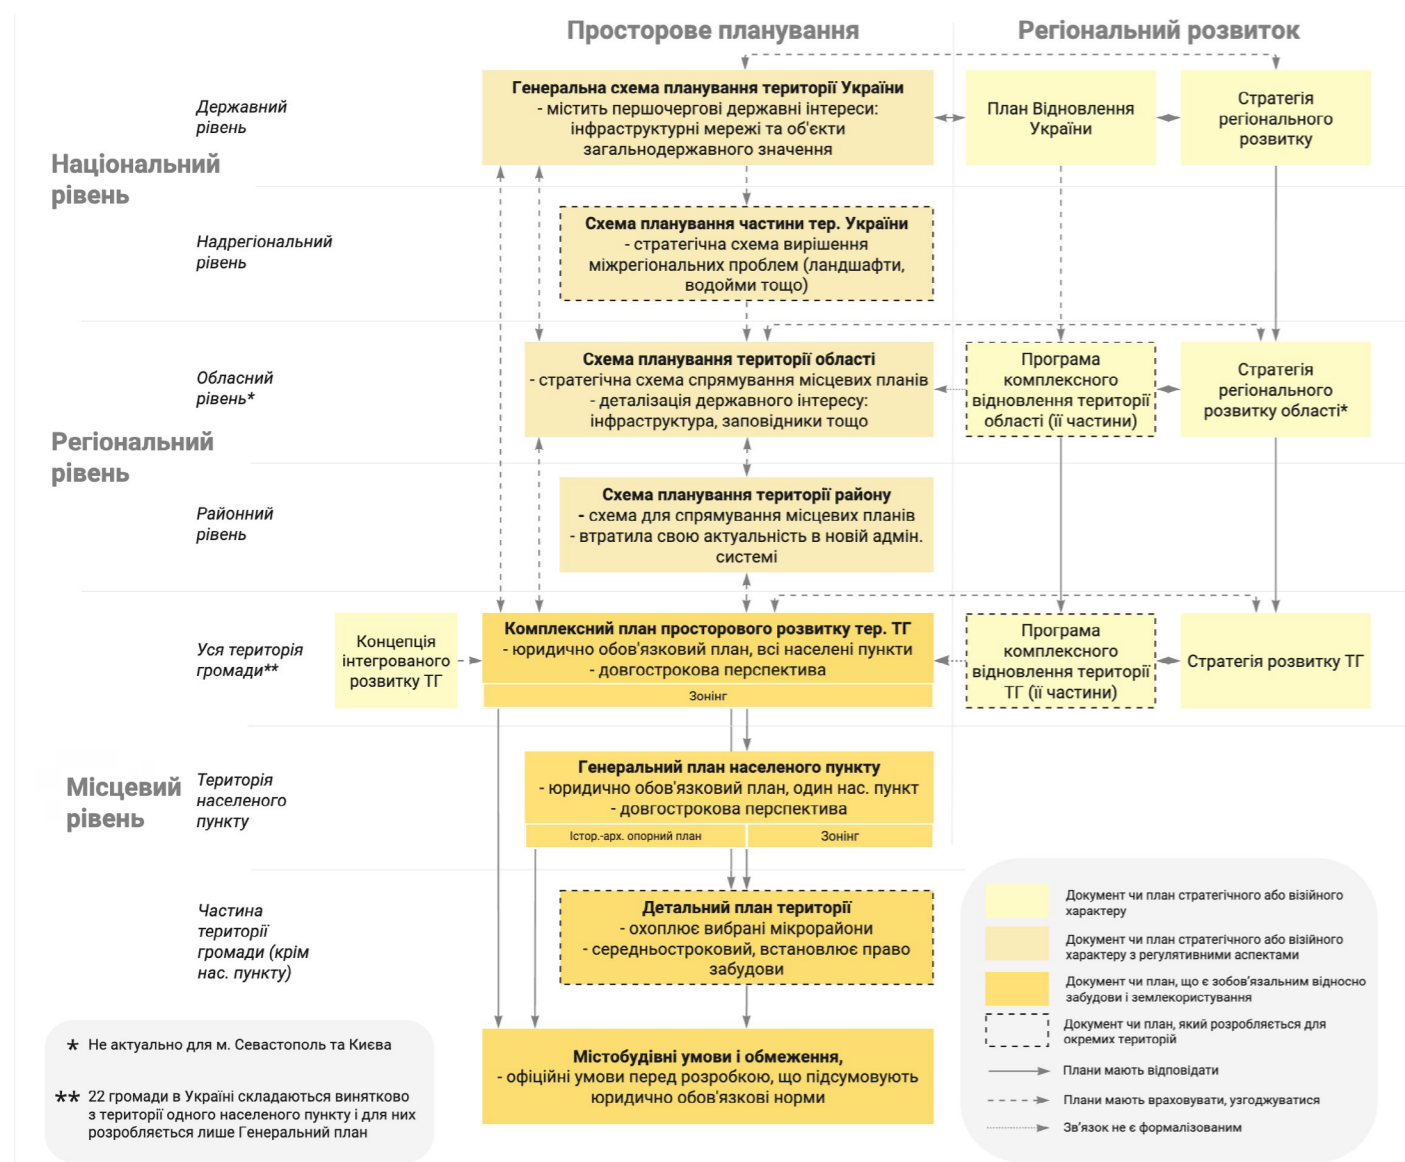 Просторове планування
Регіональний розвиток
Національний
рівень
Державний
рівень
Генеральна схема планування території України
- містить першочергові державні інтереси:
інфраструктурні мережі та об'єкти
загальнодержавного значення
План Відновлення
України
Стратегія
регіонального
розвитку
Надрегіональний
рівень
Схема планування частини тер. України
- стратегічна схема вирішення
міжрегіональних проблем (ландшафти,
водойми тощо)
Регіональний
рівень
Обласний
рівень*
Схема планування території області
- стратегічна схема спрямування місцевих планів
- деталізація державного інтересу:
інфраструктура, заповідники тощо
Програма
комплексного
відновлення території
області (її частини)
Стратегія
регіонального
розвитку області*
Районний
рівень
Схема планування території району
- схема для спрямування місцевих планів
- втратила свою актуальність в новій адмін.
системі
Уся територія
громади**
Концепція
інтегрованого
розвитку ТГ
Комплексний план просторового розвитку тер. ТГ
- юридично обов'язковий план, всі населені пункти
- довгострокова перспектива
Зонінг
Програма
комплексного
відновлення території
ТГ (її частини)
Стратегія розвитку ТГ
Місцевий
рівень
Територія
населеного
пункту
Генеральний план населеного пункту
- юридично обов'язковий план, один нас. пункт
- довгострокова перспектива
Істор.-арх. опорний план
Зонінг
Частина
території
громади (крім
нас. пункту)
Детальний план території
- охоплює вибрані мікрорайони
- середньостроковий, встановлює право
забудови
Містобудівні умови і обмеження,
- офіційні умови перед розробкою, що підсумовують
юридично обов'язкові норми
* Не актуально для м. Севастополь та Києва
** 22 громади в Україні складаються винятково
з території одного населеного пункту і для них
розробляється лише Генеральний план
Документ чи план стратегічного або візійного
характеру
Документ чи план стратегічного або візійного
характеру з регулятивними аспектами
Документ чи план, що є зобов'язальним відносно
забудови і землекористування
Документ чи план, який розробляється для
окремих територій
Плани мають відповідати
Плани мають враховувати, узгоджуватися
Зв'язок не є формалізованим